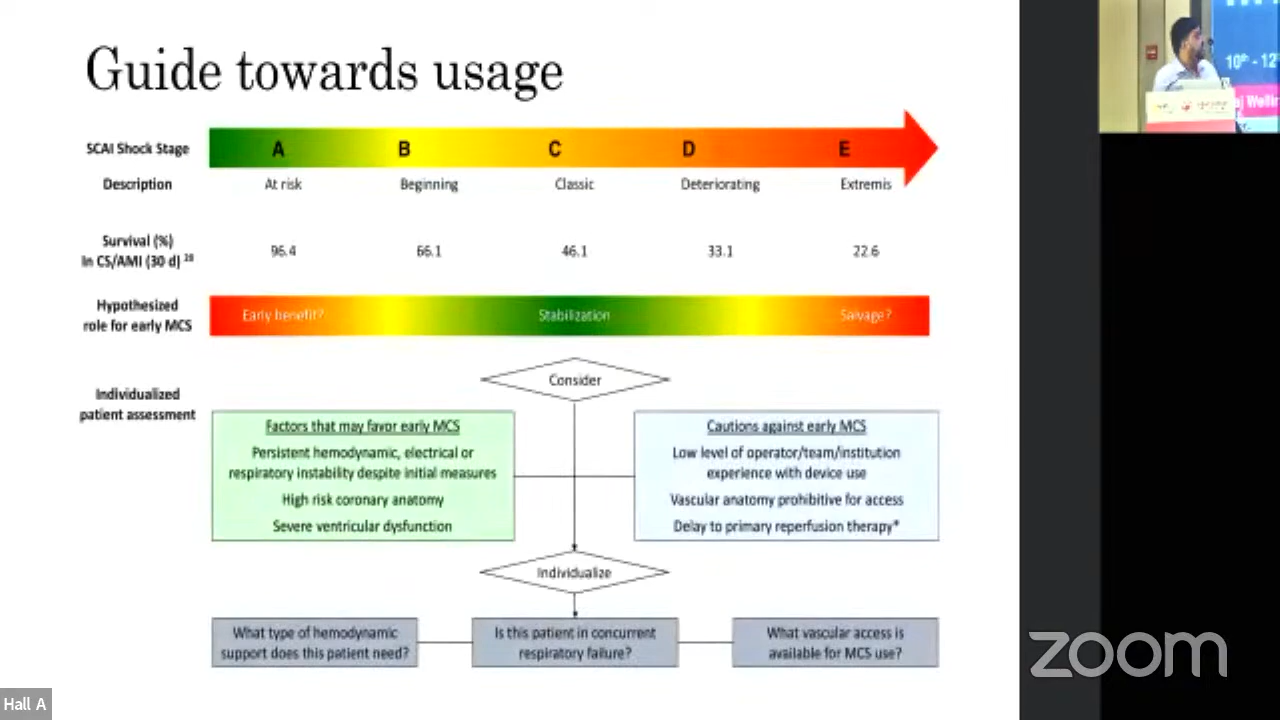 Guide towards usage
SCAI Shock Stage
A B C D E
Description
At risk Beginning Classic Deteriorating Extremis
Survival (%)
In CS/AMI (30 d) 28
96.4 66.1 46.1 33.1 22.6
Hypothesized
role for early MCS
Early benefit? Stabilization Salvage?
Individualized
patient assessment
Consider
Factors that may favor early MCS
Persistent hemodynamic, electrical or
respiratory instability despite initial measures
High risk coronary anatomy
Severe ventricular dysfunction
Cautions against early MCS
Low level of operator/team/institution
experience with device use
Vascular anatomy prohibitive for access
Delay to primary reperfusion therapy*
Individualize
What type of hemodynamic
support does this patient need?
Is this patient in concurrent
respiratory failure?
What vascular access is
available for MCS use?
10th - 12
zoom
Hall A